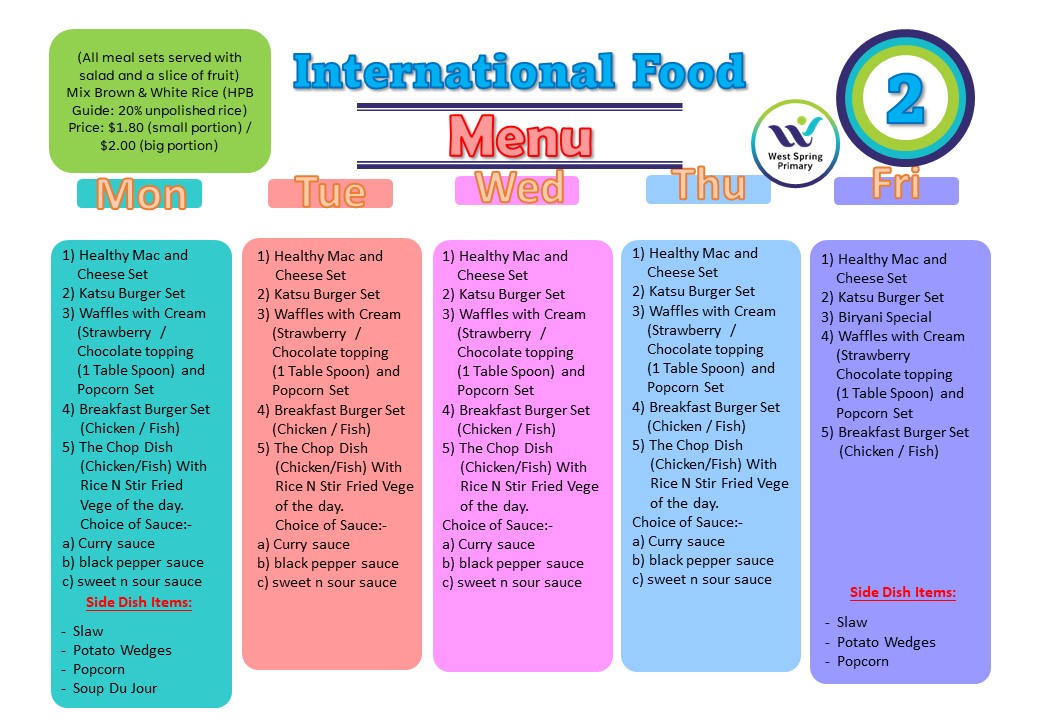 (All meal sets served with
salad and a slice of fruit)
Mix Brown & White Rice (HPB
Guide: 20% unpolished rice)
Price: $1.80 (small portion) /
$2.00 (big portion)
International Food
Menu
West Spring
Primary
2
Mon
Tue
Wed
Thu
Fri
1) Healthy Mac and
Cheese Set
2) Katsu Burger Set
3) Waffles with Cream
(Strawberry /
Chocolate topping
(1 Table Spoon) and
Popcorn Set
4) Breakfast Burger Set
(Chicken / Fish)
5) The Chop Dish
(Chicken/Fish) With
Rice N Stir Fried
Vege of the day.
Choice of Sauce:-
a) Curry sauce
b) black pepper sauce
c) sweet n sour sauce
Side Dish Items:
- Slaw
- Potato Wedges
- Popcorn
- Soup Du Jour
1) Healthy Mac and
Cheese Set
2) Katsu Burger Set
3) Waffles with Cream
(Strawberry /
Chocolate topping
(1 Table Spoon) and
Popcorn Set
4) Breakfast Burger Set
(Chicken / Fish)
5) The Chop Dish
(Chicken/Fish) With
Rice N Stir Fried Vege
of the day.
Choice of Sauce:-
a) Curry sauce
b) black pepper sauce
c) sweet n sour sauce
1) Healthy Mac and
Cheese Set
2) Katsu Burger Set
3) Waffles with Cream
(Strawberry /
Chocolate topping
(1 Table Spoon) and
Popcorn Set
4) Breakfast Burger Set
(Chicken / Fish)
5) The Chop Dish
(Chicken/Fish) With
Rice N Stir Fried Vege
of the day.
Choice of Sauce:-
a) Curry sauce
b) black pepper sauce
c) sweet n sour sauce
1) Healthy Mac and
Cheese Set
2) Katsu Burger Set
3) Waffles with Cream
(Strawberry /
Chocolate topping
(1 Table Spoon) and
Popcorn Set
4) Breakfast Burger Set
(Chicken / Fish)
5) The Chop Dish
(Chicken/Fish) With
Rice N Stir Fried Vege
of the day.
Choice of Sauce:-
a) Curry sauce
b) black pepper sauce
c) sweet n sour sauce
1) Healthy Mac and
Cheese Set
2) Katsu Burger Set
3) Biryani Special
4) Waffles with Cream
(Strawberry
Chocolate topping
(1 Table Spoon) and
Popcorn Set
5) Breakfast Burger Set
(Chicken / Fish)
Side Dish Items:
- Slaw
- Potato Wedges
- Popcorn